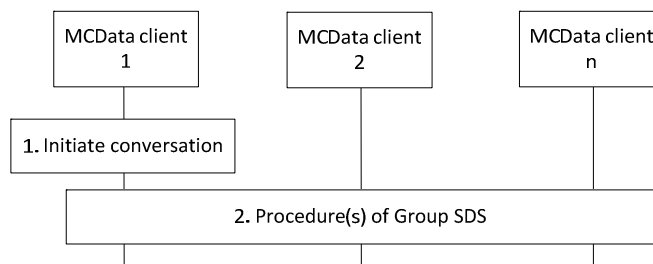 MCData client
1
MCData client
2
MCData client
n
1. Initiate conversation
2. Procedure(s) of Group SDS